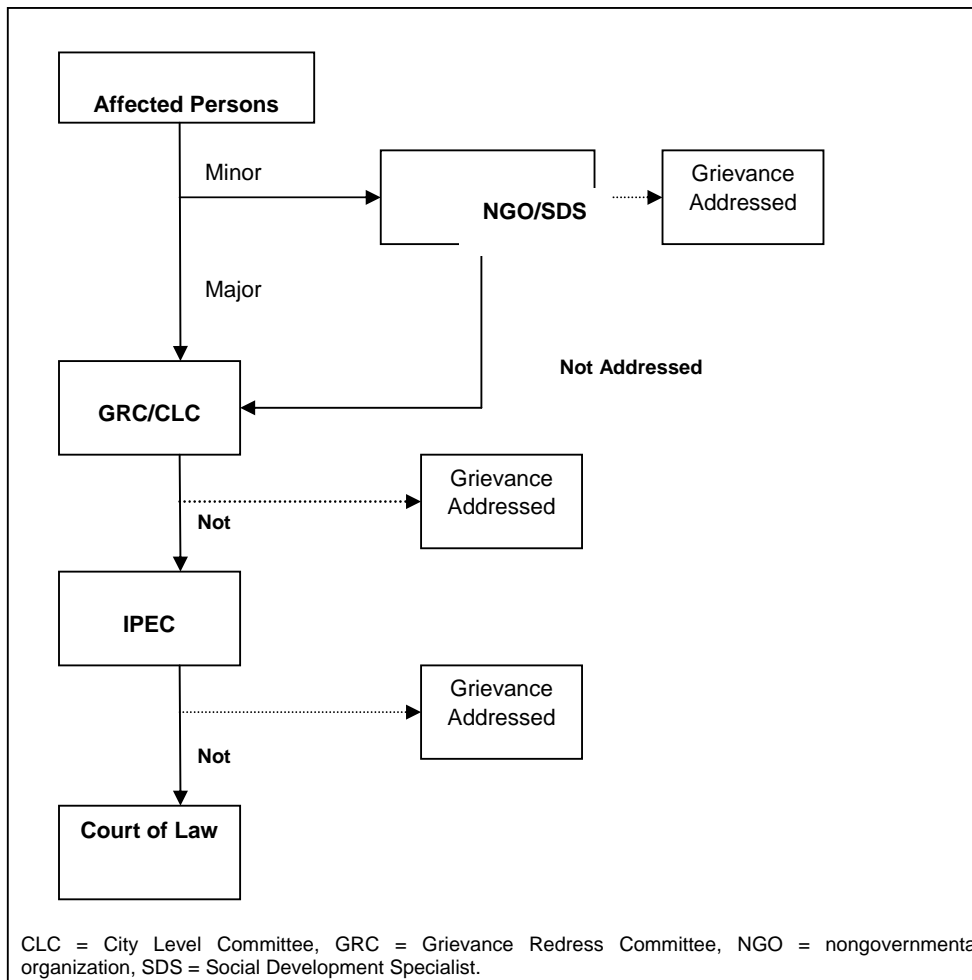 Affected Persons
Minor
NGO/SDS
Grievance
Addressed
Major
Not Addressed
GRC/CLC
Grievance
Addressed
Not
IPEC
Grievance
Addressed
Not
Court of Law
CLC = City Level Committee, GRC = Grievance Redress Committee, NGO = nongovernmenta
organization, SDS = Social Development Specialist.